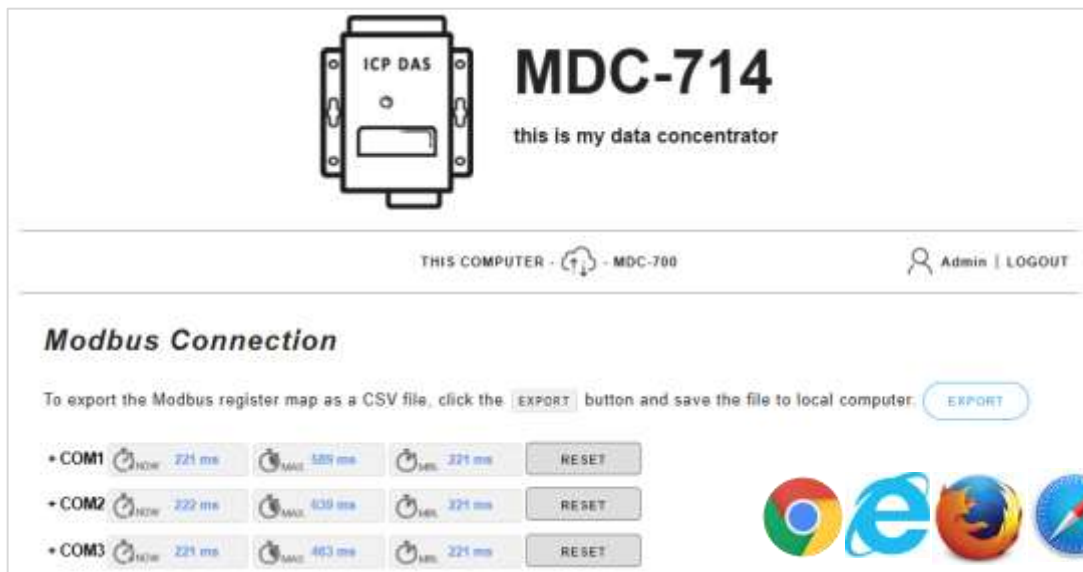 ICP DAS
MDC-714
this is my data concentrator
THIS COMPUTER - - MDC-700
Admin | LOGOUT
Modbus Connection
To export the Modbus register map as a CSV file, click the EXPORT button and save the file to local computer. EXPORT
+ COM1 NOW 221 ms MAX 589 ms MIN 221 ms RESET
+ COM2 NOW 222 ms MAX 639 ms MIN 221 ms RESET
+ COM3 NOW 221 ms MAX 463 ms MIN 221 ms RESET